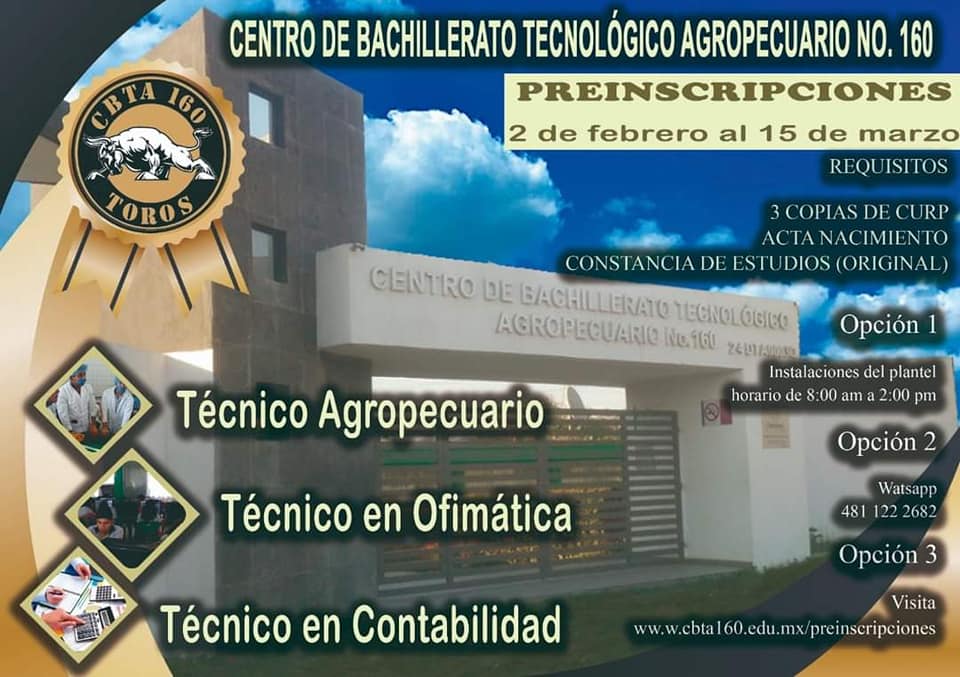 CENTRO DE BACHILLERATO TECNOLÓGICO AGROPECUARIO NO. 160
PREINSCRIPCIONES
2 de febrero al 15 de marzo
CBTA 160
TOROS
REQUISITOS
3 COPIAS DE CURP
ACTA NACIMIENTO
CONSTANCIA DE ESTUDIOS (ORIGINAL)
CENTRO DE BACHILLERATO TECNOLÓGICO
AGROPECUARIO No. 160
Opción 1
Instalaciones del plantel
horario de 8:00 am a 2:00 pm
Técnico Agropecuario
Opción 2
Watsapp
481 122 2682
Técnico en Ofimática
Opción 3
Visita
www.cbta160.edu.mx/preinscripciones
Técnico en Contabilidad